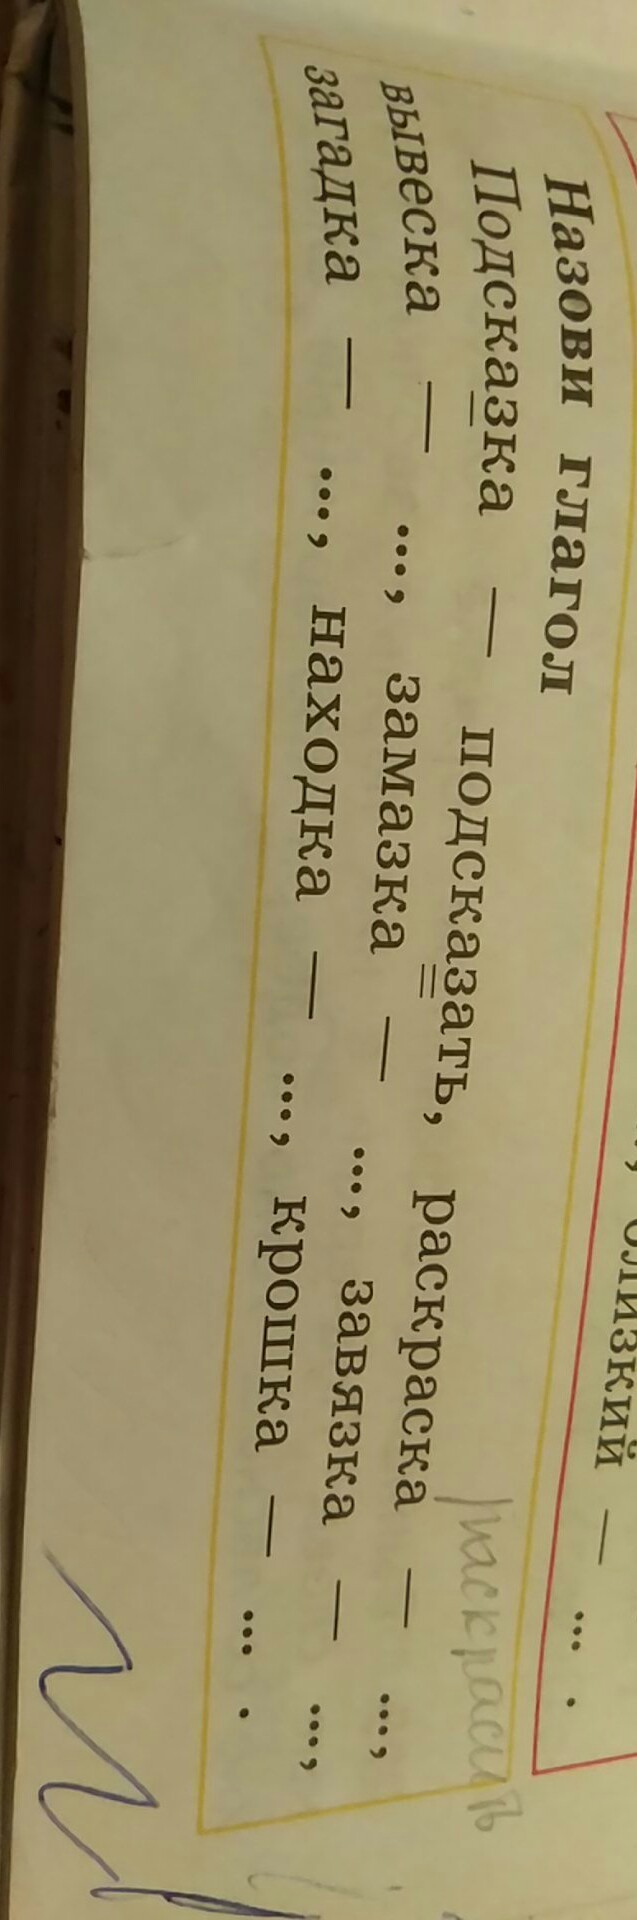 близкий — ... .
Назови глагол
Подсказка — подсказать, раскраска — ...,
раскрасить
вывеска — ..., замазка — ..., завязка — ...,
загадка — ..., находка — ..., крошка — ... .